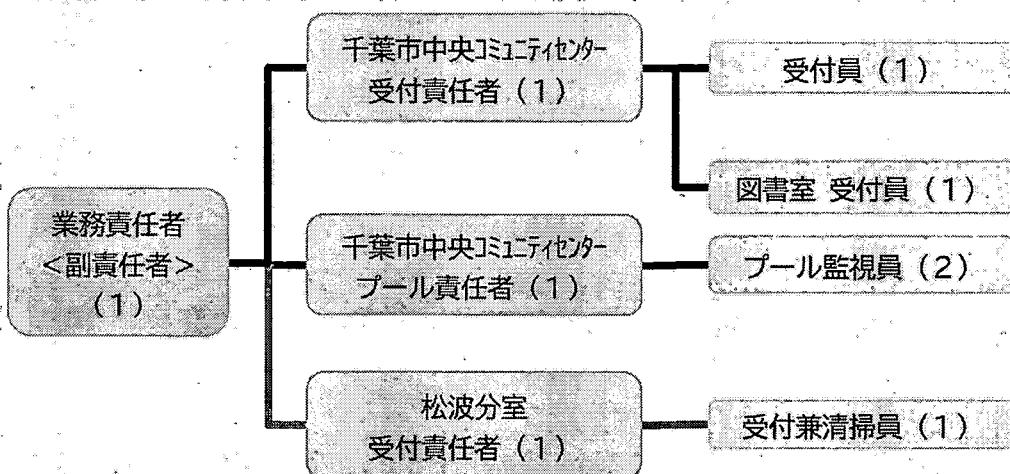 業務責任者
<副責任者>
(1)
千葉市中央コミュニティセンター
受付責任者（1）
受付員（1）
図書室 受付員（1）
千葉市中央コミュニティセンター
プール責任者（1）
プール監視員（2）
松波分室
受付責任者（1）
受付兼清掃員（1）